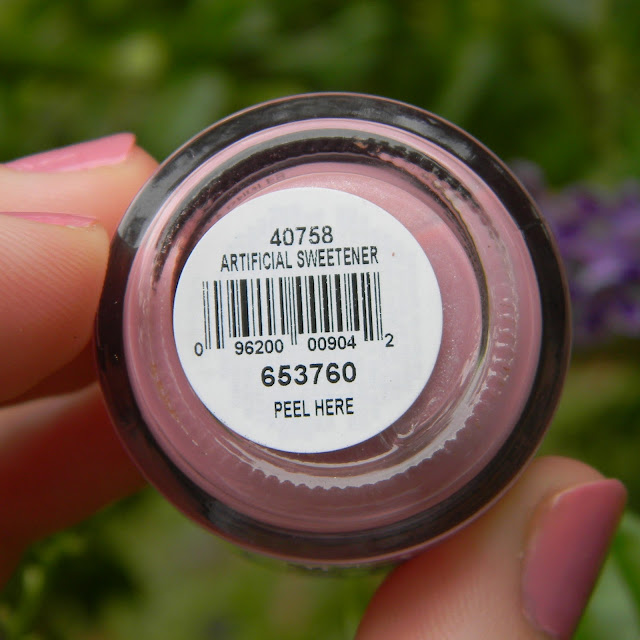 40758
ARTIFICIAL SWEETENER
0 96200 00904 2
653760
PEEL HERE